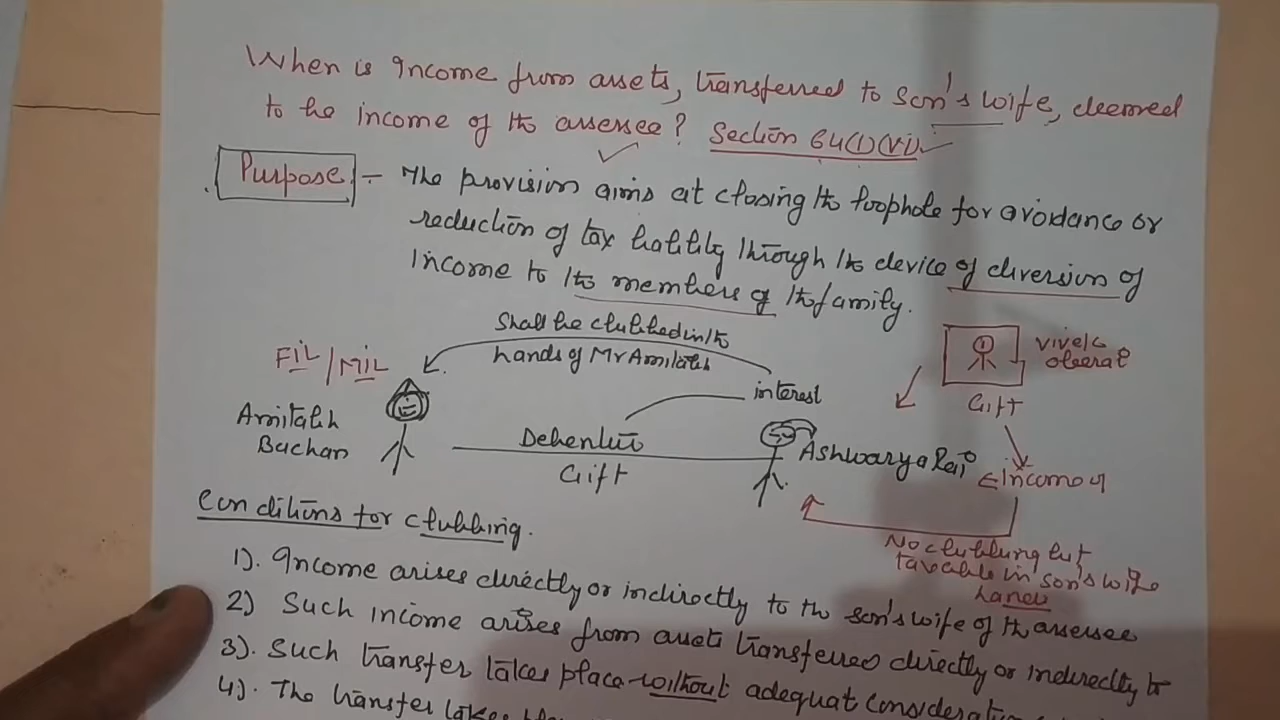 When is Income from assets, transferred to Son's wife, deemed
to the income of the assessee? Section 64(1)(vi)
Purpose - The provision aims at closing the loophole for avoidance or
reduction of tax liability through the device of diversion of
Income to the members of the family.
Shall be clubbed in the
hands of Mr Amitabh
FIL/MIL
vivek
oberai
Gift
interest
Amitabh
Bachan
Debenture
Gift
Ashwarya Rai
Income
No clubbing but
taxable in son's wife
hand
Conditions for clubbing.
1). Income arises directly or indirectly to the son's wife of the assessee
2) Such income arises from assets transferred directly or indirectly to
3). Such transfer takes place without adequat consideration
4). The transfer takes